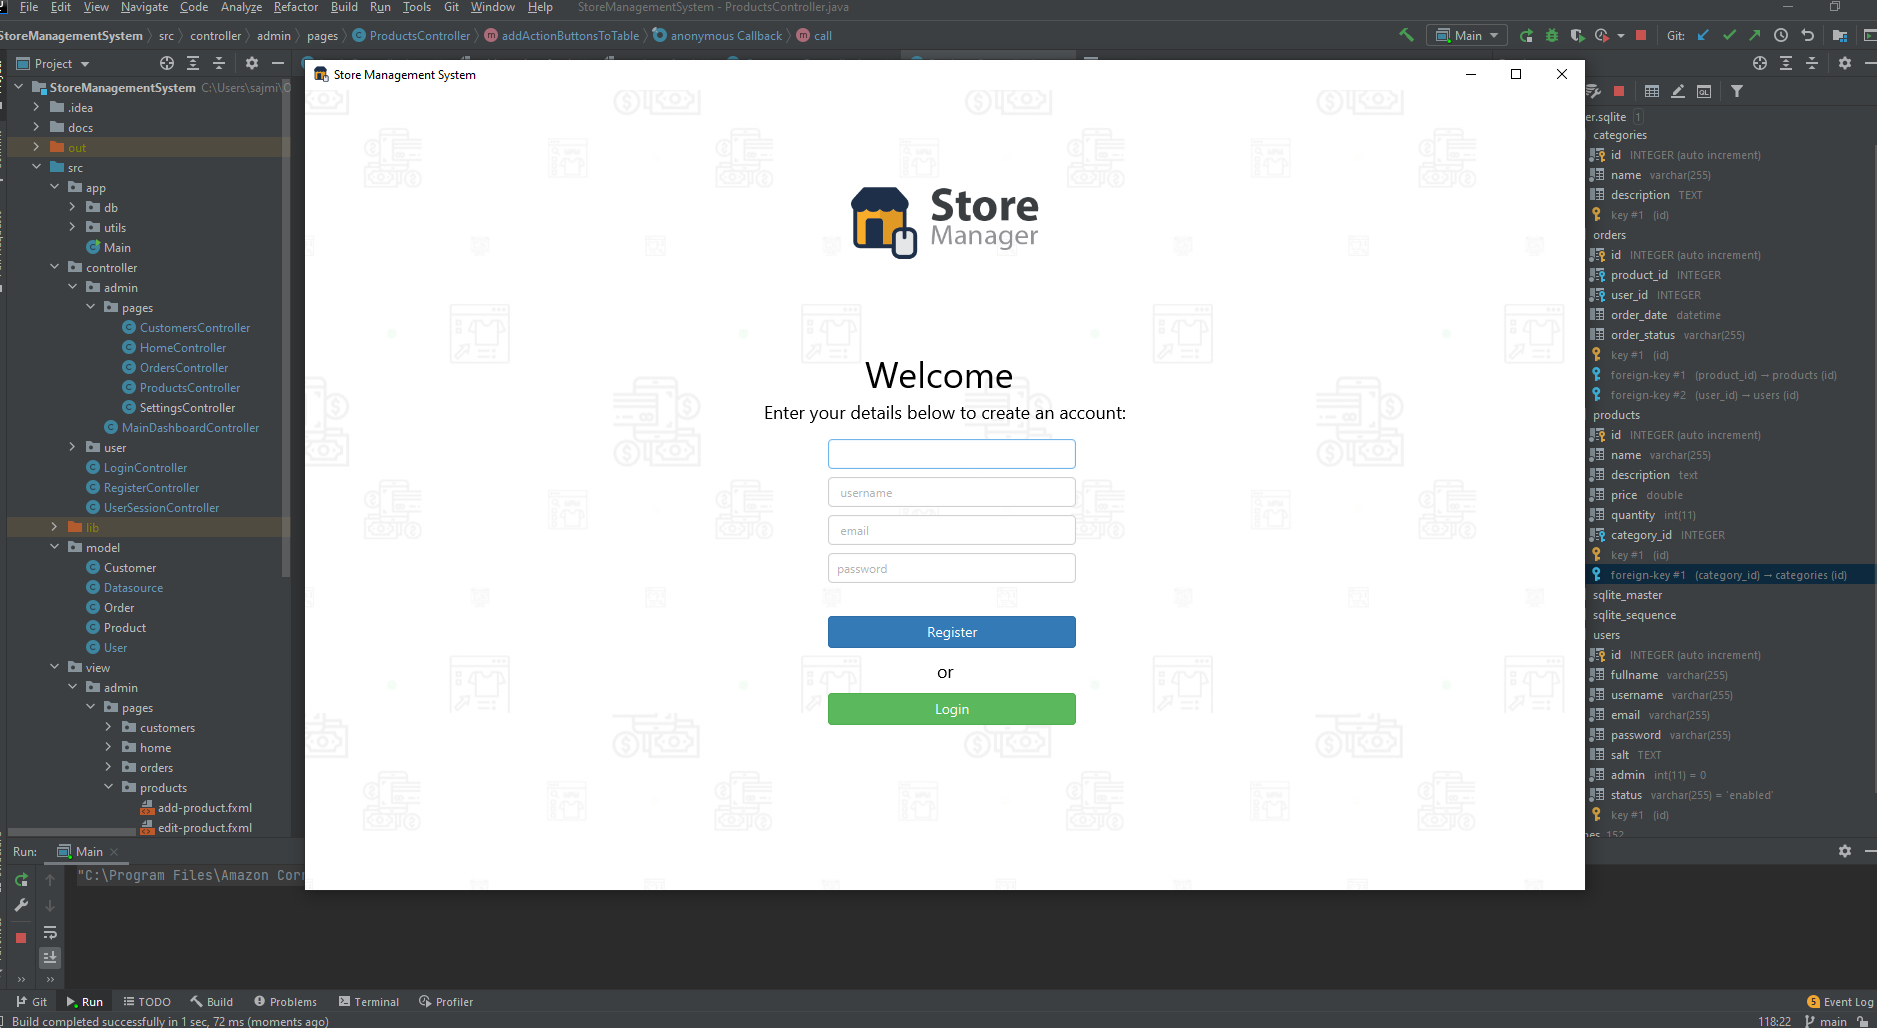 File Edit View Navigate Code Analyze Refactor Build Run Tools Git Window Help StoreManagementSystem - ProductsController.java
StoreManagementSystem src controller admin pages ProductsController addActionButtonsToTable anonymous Callback call
Main
Git:
Project
StoreManagementSystem C:\Users\sajmi\O
.idea
docs
out
src
app
db
utils
Main
controller
admin
pages
CustomersController
HomeController
OrdersController
ProductsController
SettingsController
MainDashboardController
user
LoginController
RegisterController
UserSessionController
lib
model
Customer
Datasource
Order
Product
User
view
admin
pages
customers
home
orders
products
add-product.fxml
edit-product.fxml
Store Management System
Store
Manager
Welcome
Enter your details below to create an account:
username
email
password
Register
or
Login
er.sqlite 1
categories
id INTEGER (auto increment)
name varchar(255)
description TEXT
key #1 (id)
orders
id INTEGER (auto increment)
product_id INTEGER
user_id INTEGER
order_date datetime
order_status varchar(255)
key #1 (id)
foreign-key #1 (product_id) → products (id)
foreign-key #2 (user_id) → users (id)
products
id INTEGER (auto increment)
name varchar(255)
description text
price double
quantity int(11)
category_id INTEGER
key #1 (id)
foreign-key #1 (category_id) → categories (id)
sqlite_master
sqlite_sequence
users
id INTEGER (auto increment)
fullname varchar(255)
username varchar(255)
email varchar(255)
password varchar(255)
salt TEXT
admin int(11) = 0
status varchar(255) = 'enabled'
key #1 (id)
nes 152
Run: Main
"C:\Program Files\Amazon Corr
Git Run TODO Build Problems Terminal Profiler
5 Event Log
Build completed successfully in 1 sec, 72 ms (moments ago)
118:22 main